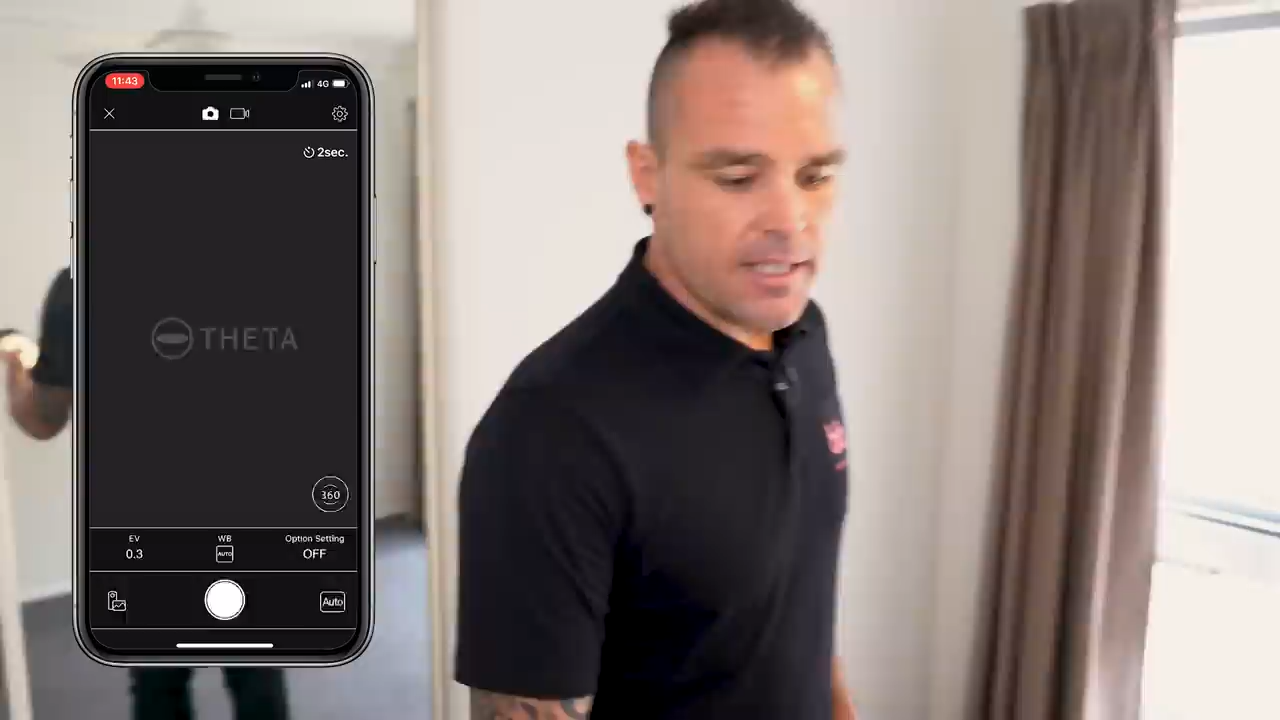 11:43
4G
2sec.
THETA
360
EV
WB
Option Setting
0.3
AUTO
OFF
Auto